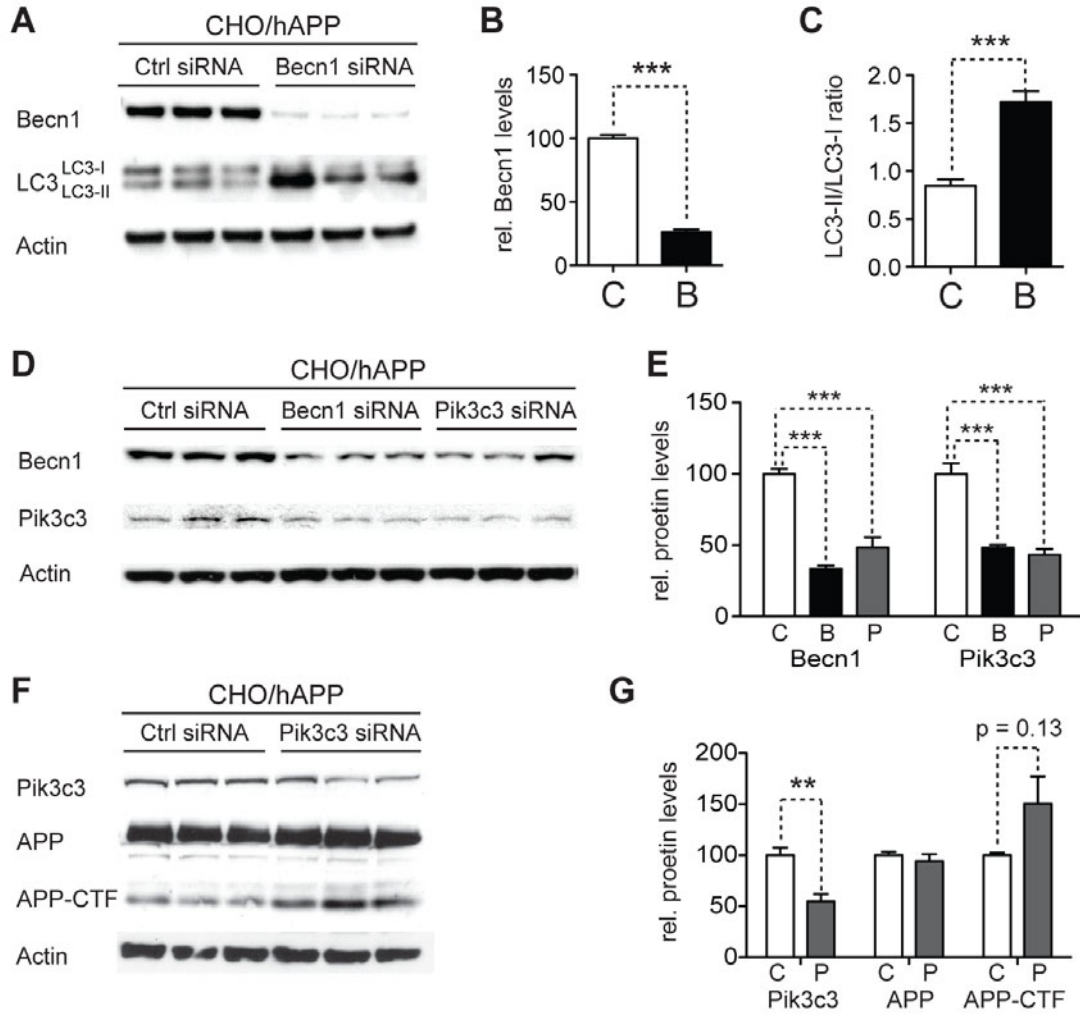 A
CHO/hAPP
Ctrl siRNA Becn1 siRNA
Becn1
LC3 LC3-I
LC3-II
Actin
B
rel. Becn1 levels
150
100
50
0
***
C B
C
LC3-II/LC3-I ratio
2.0
1.5
1.0
0.5
0.0
***
C B
D
CHO/hAPP
Ctrl siRNA Becn1 siRNA Pik3c3 siRNA
Becn1
Pik3c3
Actin
E
rel. proetin levels
150
100
50
0
*** ***
*** ***
C B P C B P
Becn1 Pik3c3
F
CHO/hAPP
Ctrl siRNA Pik3c3 siRNA
Pik3c3
APP
APP-CTF
Actin
G
rel. proetin levels
200
150
100
50
0
p = 0.13
**
C P C P C P
Pik3c3 APP APP-CTF